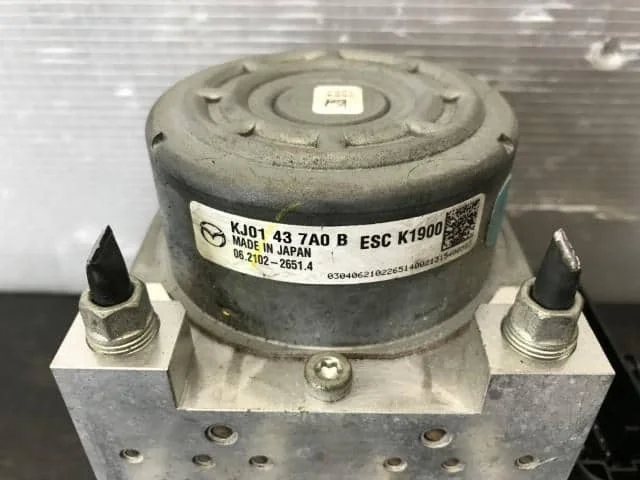 KJ01 43 7A0 B ESC K1900
MADE IN JAPAN
06.2102-2651.4